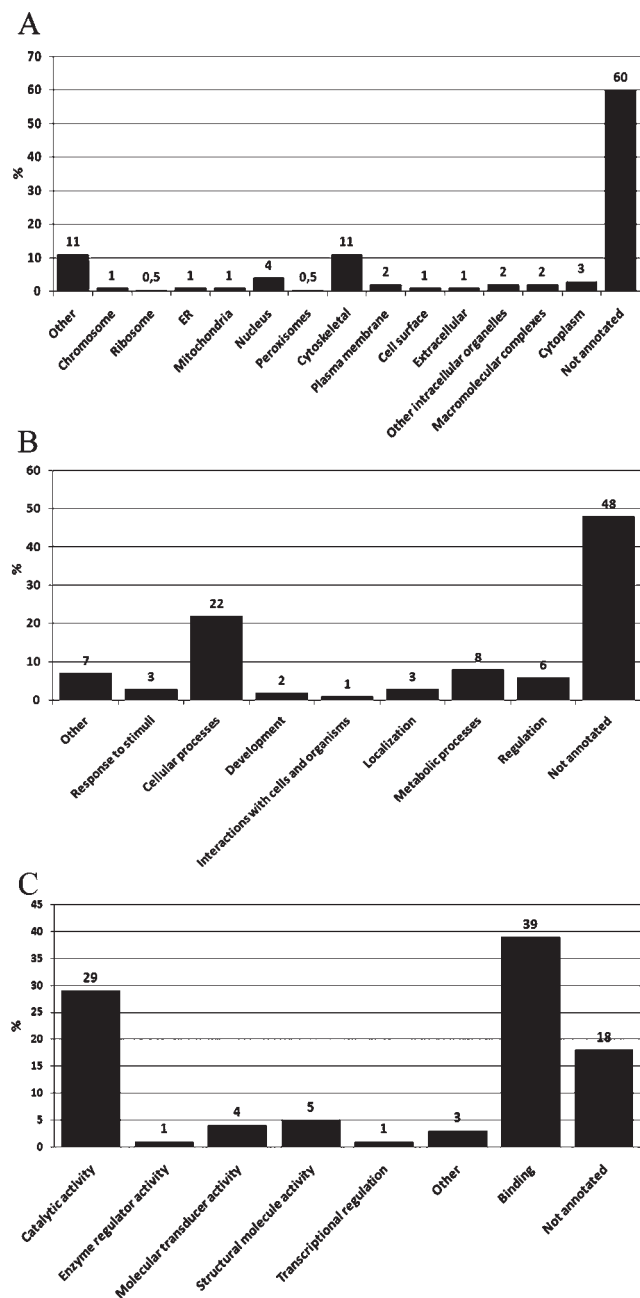 A
70
60
50
40
30
20
10
0
%
11
1
0,5
1
1
4
0,5
11
2
1
1
2
2
3
60
Other
Chromosome
Ribosome
ER
Mitochondria
Nucleus
Peroxisomes
Cytoskeletal
Plasma membrane
Cell surface
Extracellular
Other intracellular organelles
Macromolecular complexes
Cytoplasm
Not annotated
B
60
50
40
30
20
10
0
%
7
3
22
2
1
3
8
6
48
Other
Response to stimuli
Cellular processes
Development
Interactions with cells and organisms
Localization
Metabolic processes
Regulation
Not annotated
C
45
40
35
30
25
20
15
10
5
0
%
29
1
4
5
1
3
39
18
Catalytic activity
Enzyme regulator activity
Molecular transducer activity
Structural molecule activity
Transcriptional regulation
Other
Binding
Not annotated